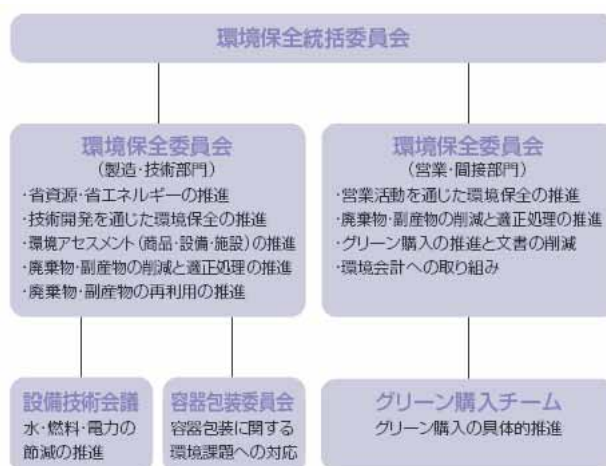 環境保全統括委員会
環境保全委員会
(製造・技術部門)
・省資源・省エネルギーの推進
・技術開発を通じた環境保全の推進
・環境アセスメント(商品・設備・施設)の推進
・廃棄物・副産物の削減と適正処理の推進
・廃棄物・副産物の再利用の推進
環境保全委員会
(営業・間接部門)
・営業活動を通じた環境保全の推進
・廃棄物・副産物の削減と適正処理の推進
・グリーン購入の推進と文書の削減
・環境会計への取り組み
設備技術会議
水・燃料・電力の
節減の推進
容器包装委員会
容器包装に関する
環境課題への対応
グリーン購入チーム
グリーン購入の具体的推進